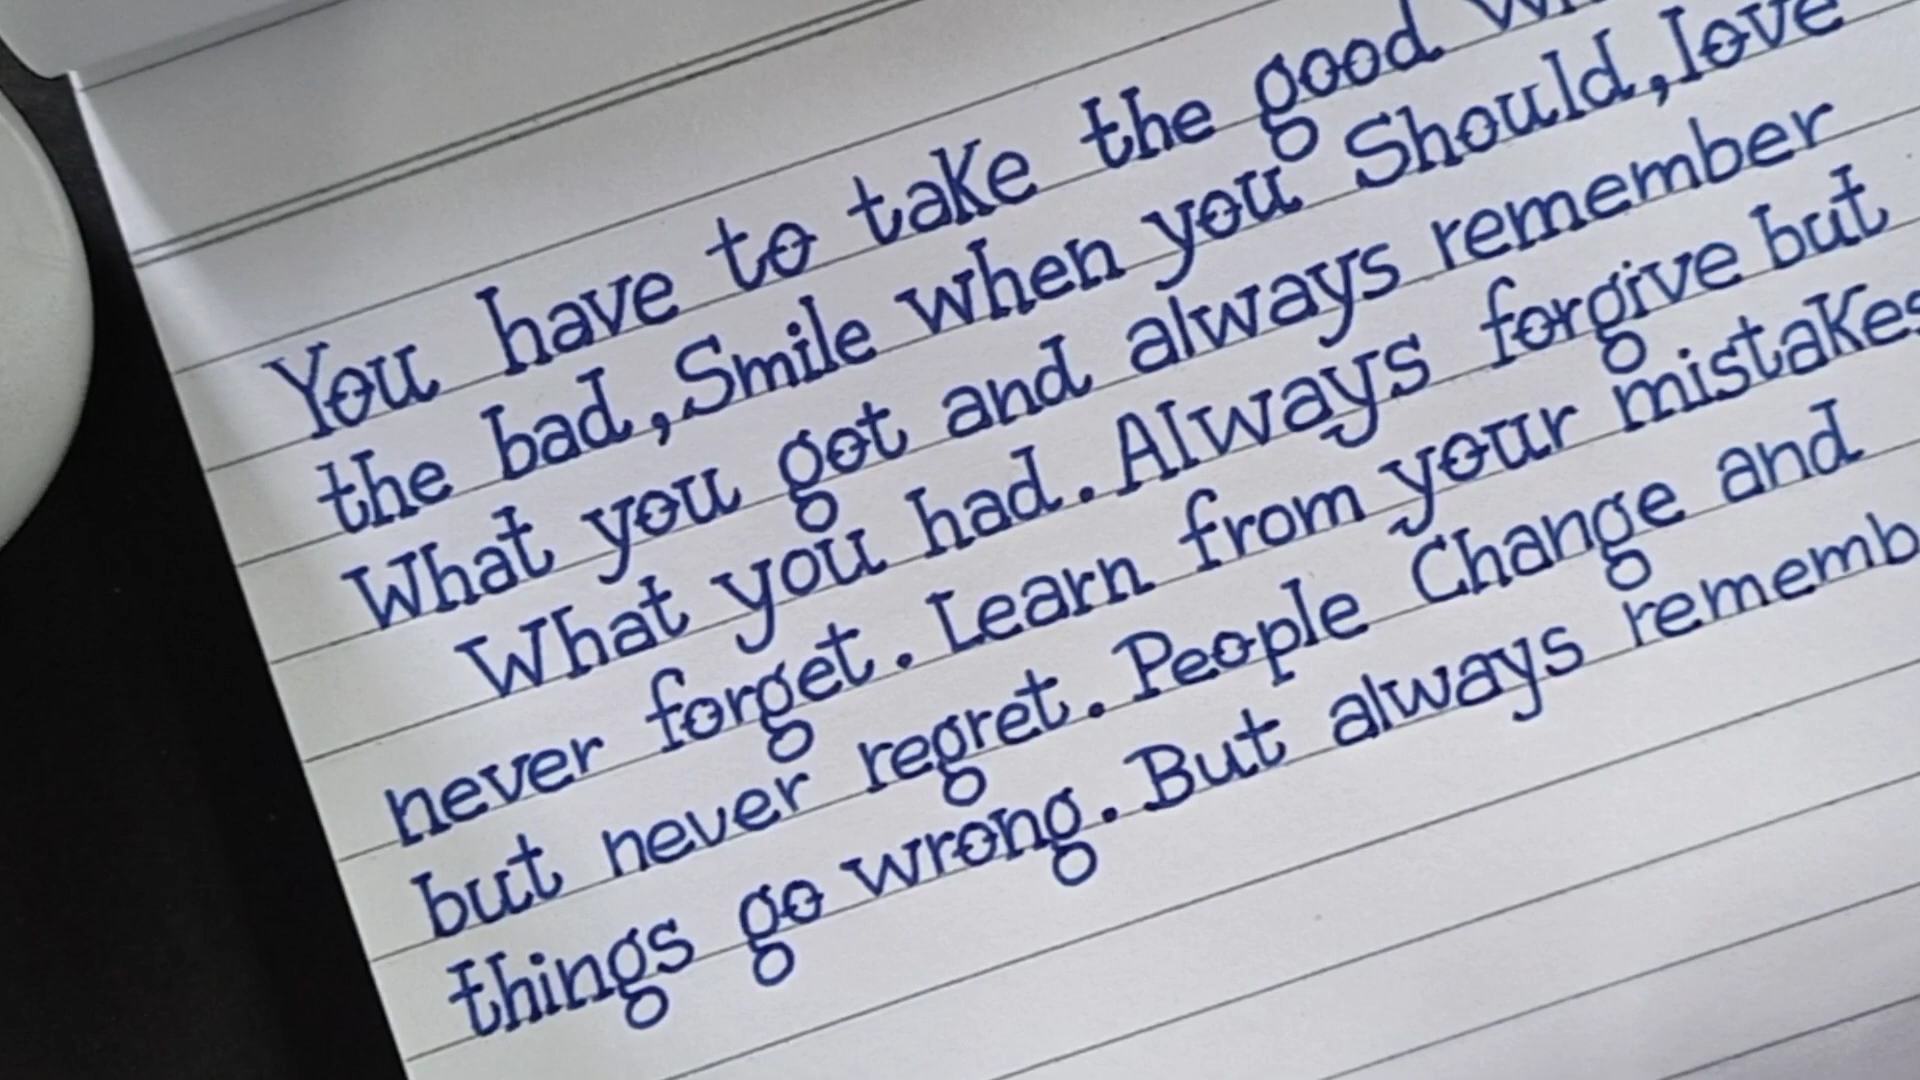 You have to take the good
the bad, Smile when you Should, love
What you got and always remember
What you had. Always forgive but
never forget. Learn from your mistakes
but never regret. People Change and
things go wrong. But always rememb